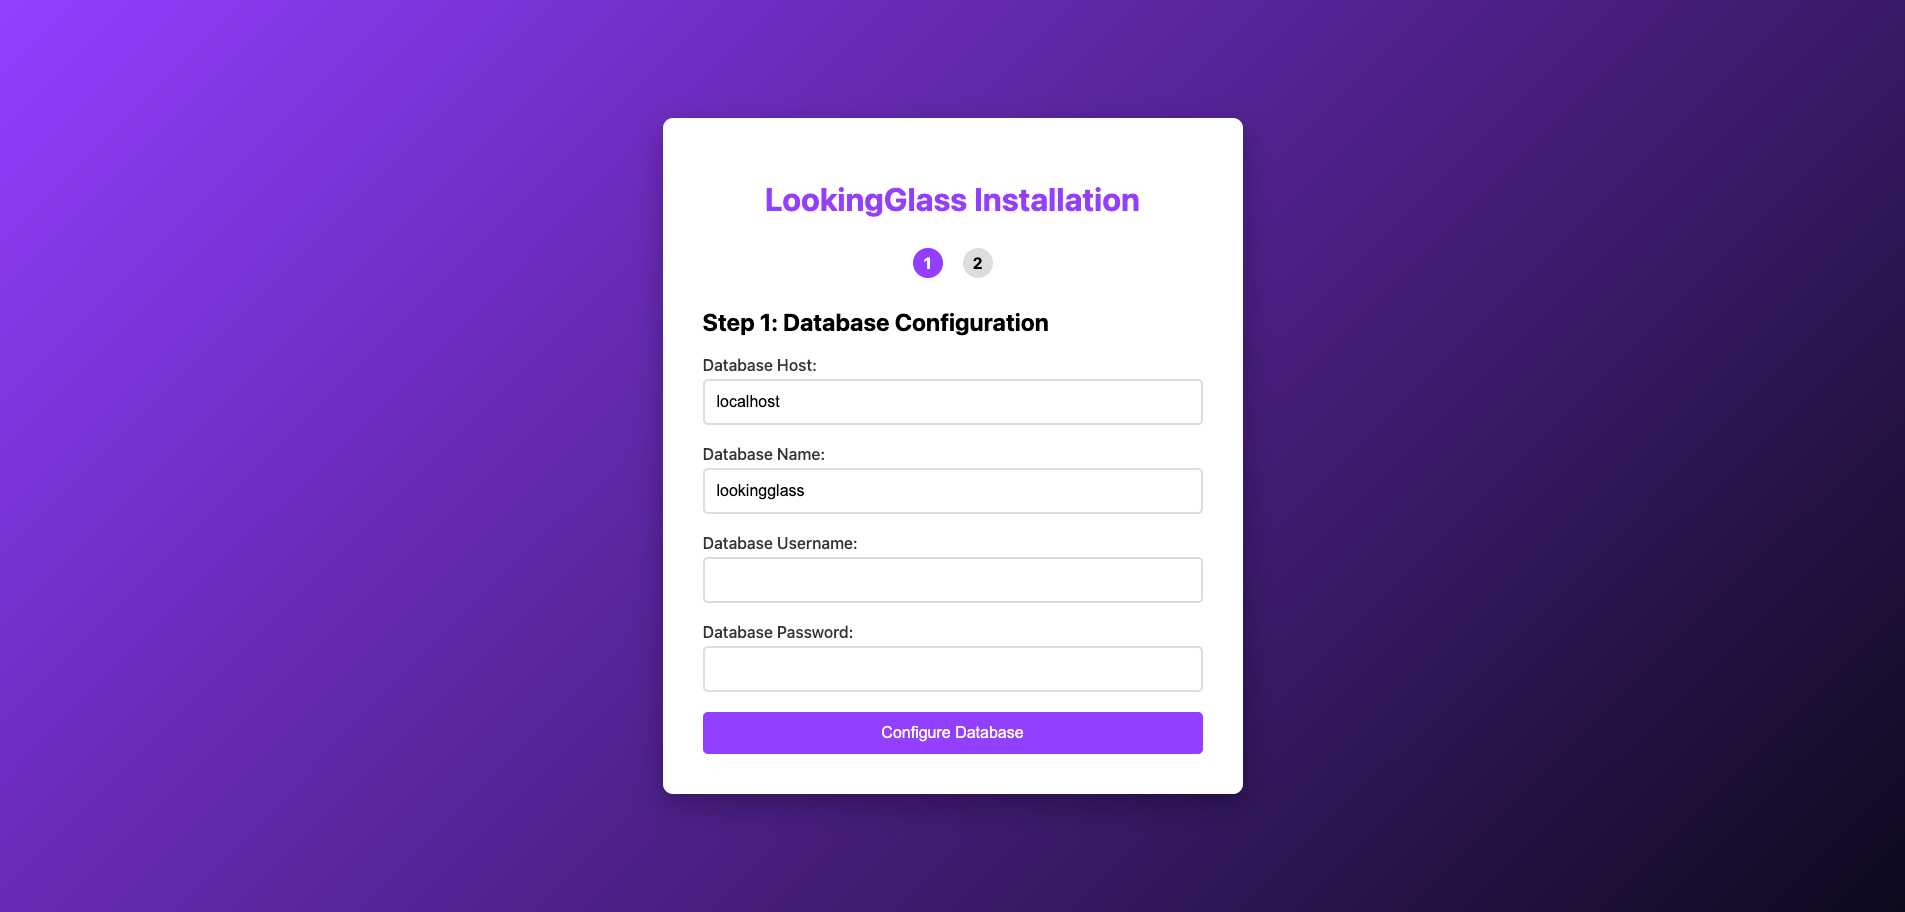 LookingGlass Installation
1 2
Step 1: Database Configuration
Database Host:
localhost
Database Name:
lookingglass
Database Username:
Database Password:
Configure Database